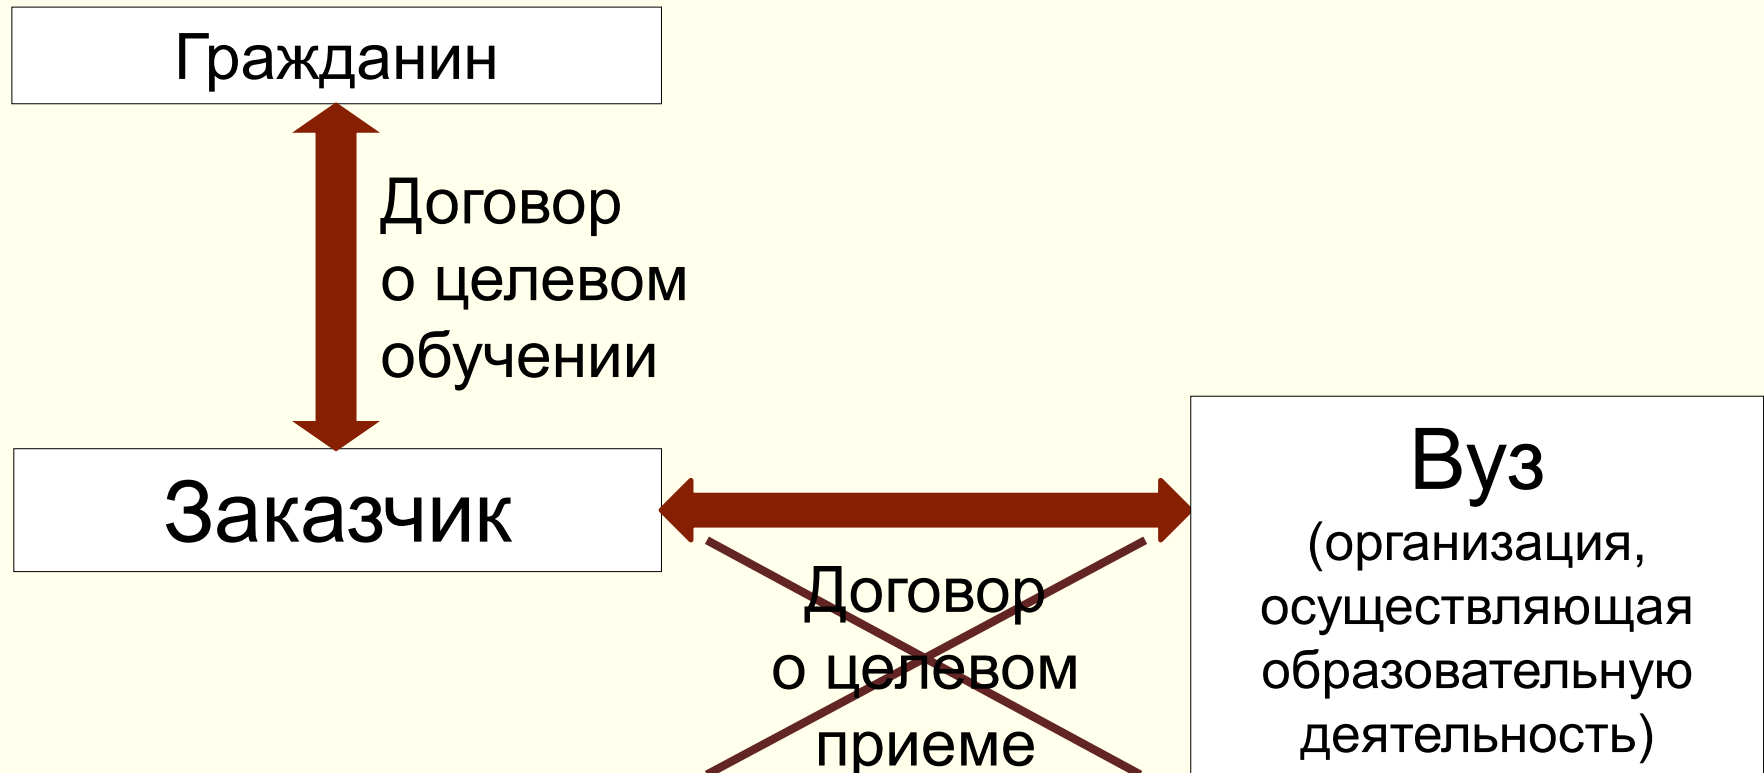 Гражданин
Договор
о целевом
обучении
Заказчик
Договор
о целевом
приеме
Вуз
(организация,
осуществляющая
образовательную
деятельность)